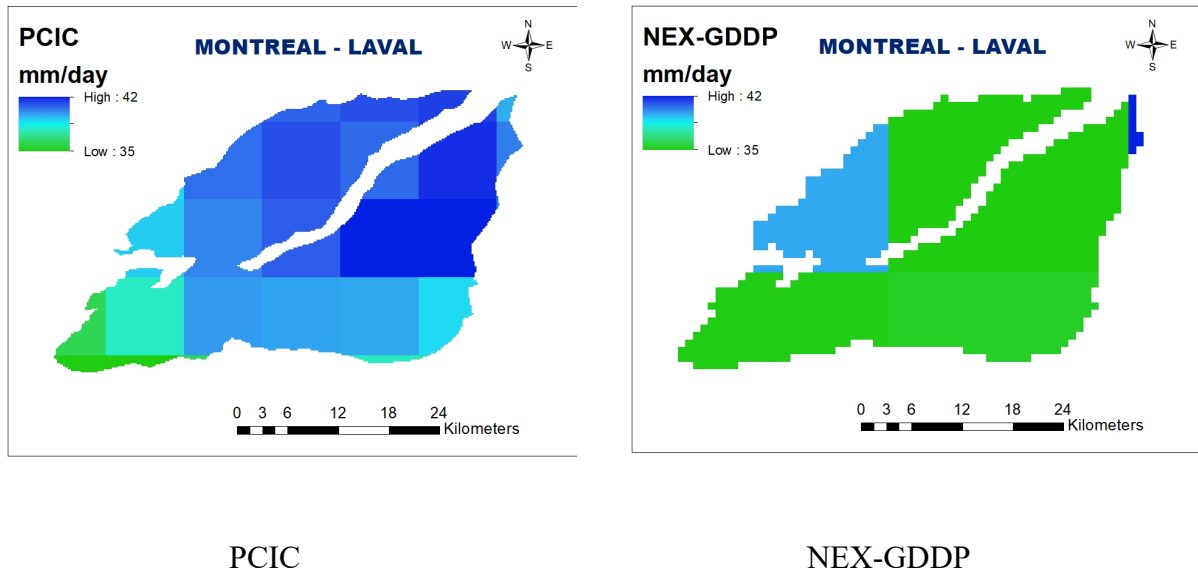 PCIC
MONTREAL - LAVAL
N
W E
S
mm/day
High : 42
Low : 35
0 3 6 12 18 24
Kilometers
NEX-GDDP
MONTREAL - LAVAL
N
W E
S
mm/day
High : 42
Low : 35
0 3 6 12 18 24
Kilometers
PCIC
NEX-GDDP